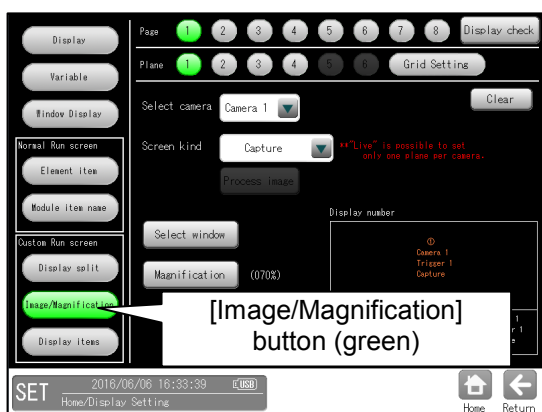 Display
Variable
Window Display
Normal Run screen
Element item
Module item name
Custom Run screen
Display split
Image/Magnification
Display items
Page 1 2 3 4 5 6 7 8 Display check
Plane 1 2 3 4 5 6 Grid Setting
Select camera Camera 1 Clear
Screen kind Capture **"Live" is possible to set
only one plane per camera.
Process image
Select window
Magnification (070%)
Display number
①
Camera 1
Trigger 1
Capture
[Image/Magnification]
button (green)
SET 2016/06/06 16:33:39 USB
Home/Display Setting
Home Return